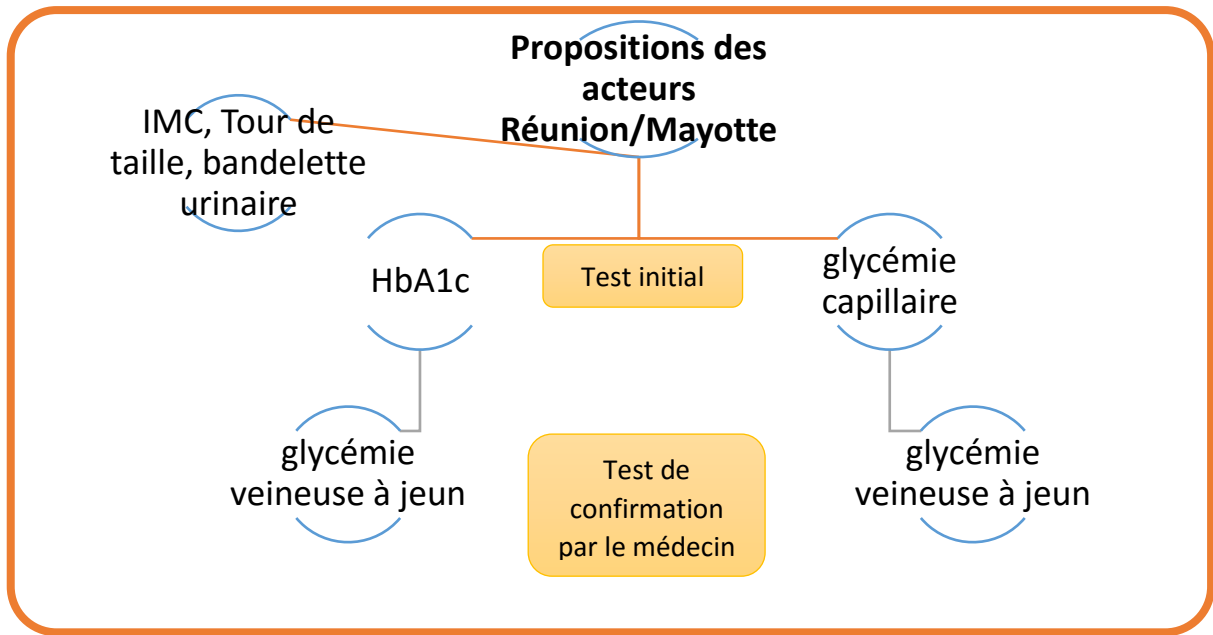 Propositions des
acteurs
Réunion/Mayotte
IMC, Tour de
taille, bandelette
urinaire
HbA1c
Test initial
glycémie
capillaire
glycémie
veineuse à jeun
Test de
confirmation
par le médecin
glycémie
veineuse à jeun